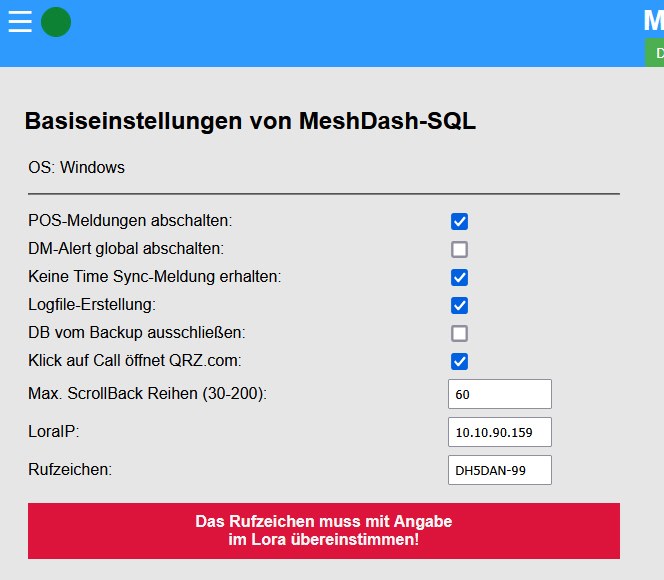 M
D
Basiseinstellungen von MeshDash-SQL
OS: Windows
POS-Meldungen abschalten:
DM-Alert global abschalten:
Keine Time Sync-Meldung erhalten:
Logfile-Erstellung:
DB vom Backup ausschließen:
Klick auf Call öffnet QRZ.com:
Max. ScrollBack Reihen (30-200): 60
LoraIP: 10.10.90.159
Rufzeichen: DH5DAN-99
Das Rufzeichen muss mit Angabe
im Lora übereinstimmen!